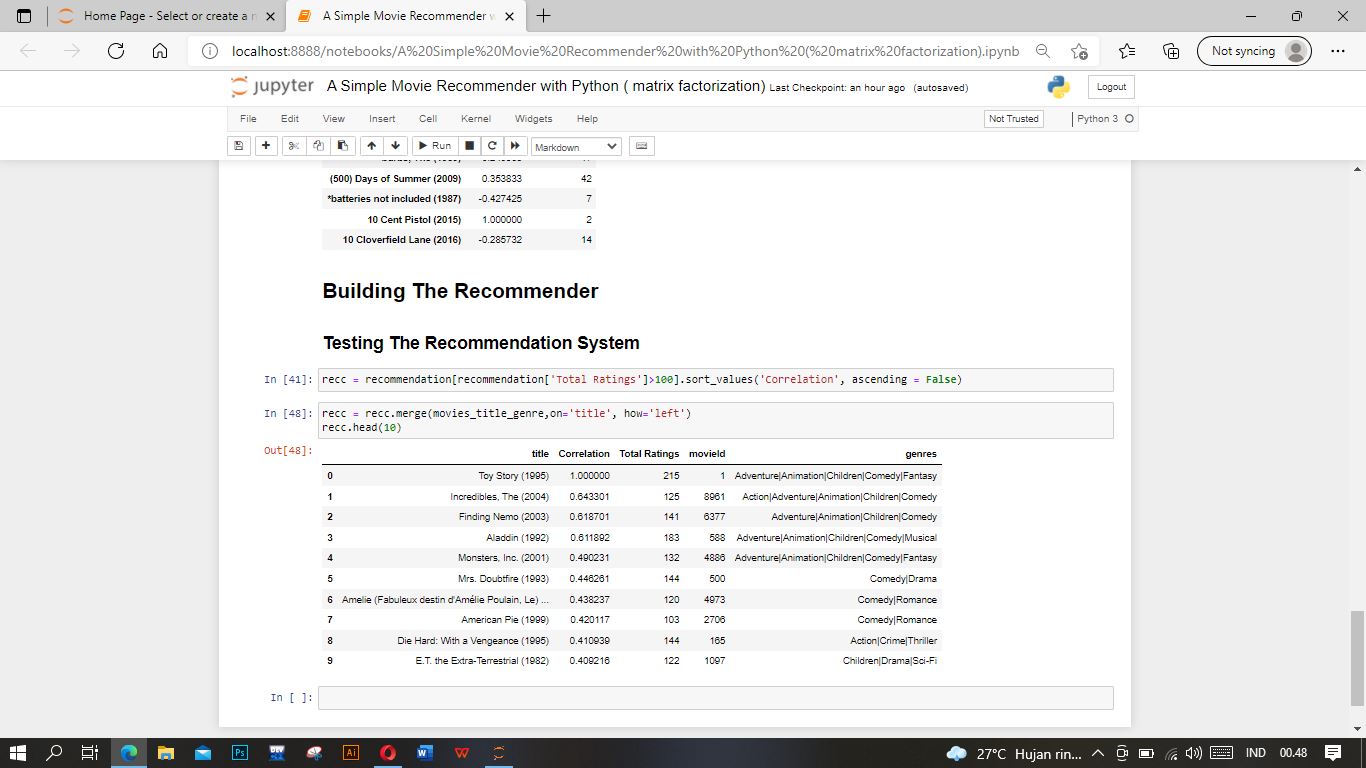 Home Page - Select or create a n
A Simple Movie Recommender w
localhost:8888/notebooks/A%20Simple%20Movie%20Recommender%20with%20Python%20(%20matrix%20factorization).ipynb
Not syncing
jupyter A Simple Movie Recommender with Python ( matrix factorization) Last Checkpoint: an hour ago (autosaved)
Logout
File Edit View Insert Cell Kernel Widgets Help
Not Trusted
Python 3
Run
Markdown
(500) Days of Summer (2009) 0.353833 42
*batteries not included (1987) -0.427425 7
10 Cent Pistol (2015) 1.000000 2
10 Cloverfield Lane (2016) -0.285732 14
Building The Recommender
Testing The Recommendation System
In [41]: recc = recommendation[recommendation['Total Ratings']>100].sort_values('Correlation', ascending = False)
In [48]: recc = recc.merge(movies_title_genre,on='title', how='left')
recc.head(10)
Out[48]:
title Correlation Total Ratings movieId genres
0 Toy Story (1995) 1.000000 215 1 Adventure|Animation|Children|Comedy|Fantasy
1 Incredibles, The (2004) 0.643301 125 8961 Action|Adventure|Animation|Children|Comedy
2 Finding Nemo (2003) 0.618701 141 6377 Adventure|Animation|Children|Comedy
3 Aladdin (1992) 0.611892 183 588 Adventure|Animation|Children|Comedy|Musical
4 Monsters, Inc. (2001) 0.490231 132 4886 Adventure|Animation|Children|Comedy|Fantasy
5 Mrs. Doubtfire (1993) 0.446261 144 500 Comedy|Drama
6 Amelie (Fabuleux destin d'Amélie Poulain, Le) ... 0.438237 120 4973 Comedy|Romance
7 American Pie (1999) 0.420117 103 2706 Comedy|Romance
8 Die Hard: With a Vengeance (1995) 0.410939 144 165 Action|Crime|Thriller
9 E.T. the Extra-Terrestrial (1982) 0.409216 122 1097 Children|Drama|Sci-Fi
In [ ]:
Ps
Ai
W
27°C Hujan rin...
IND
00.48